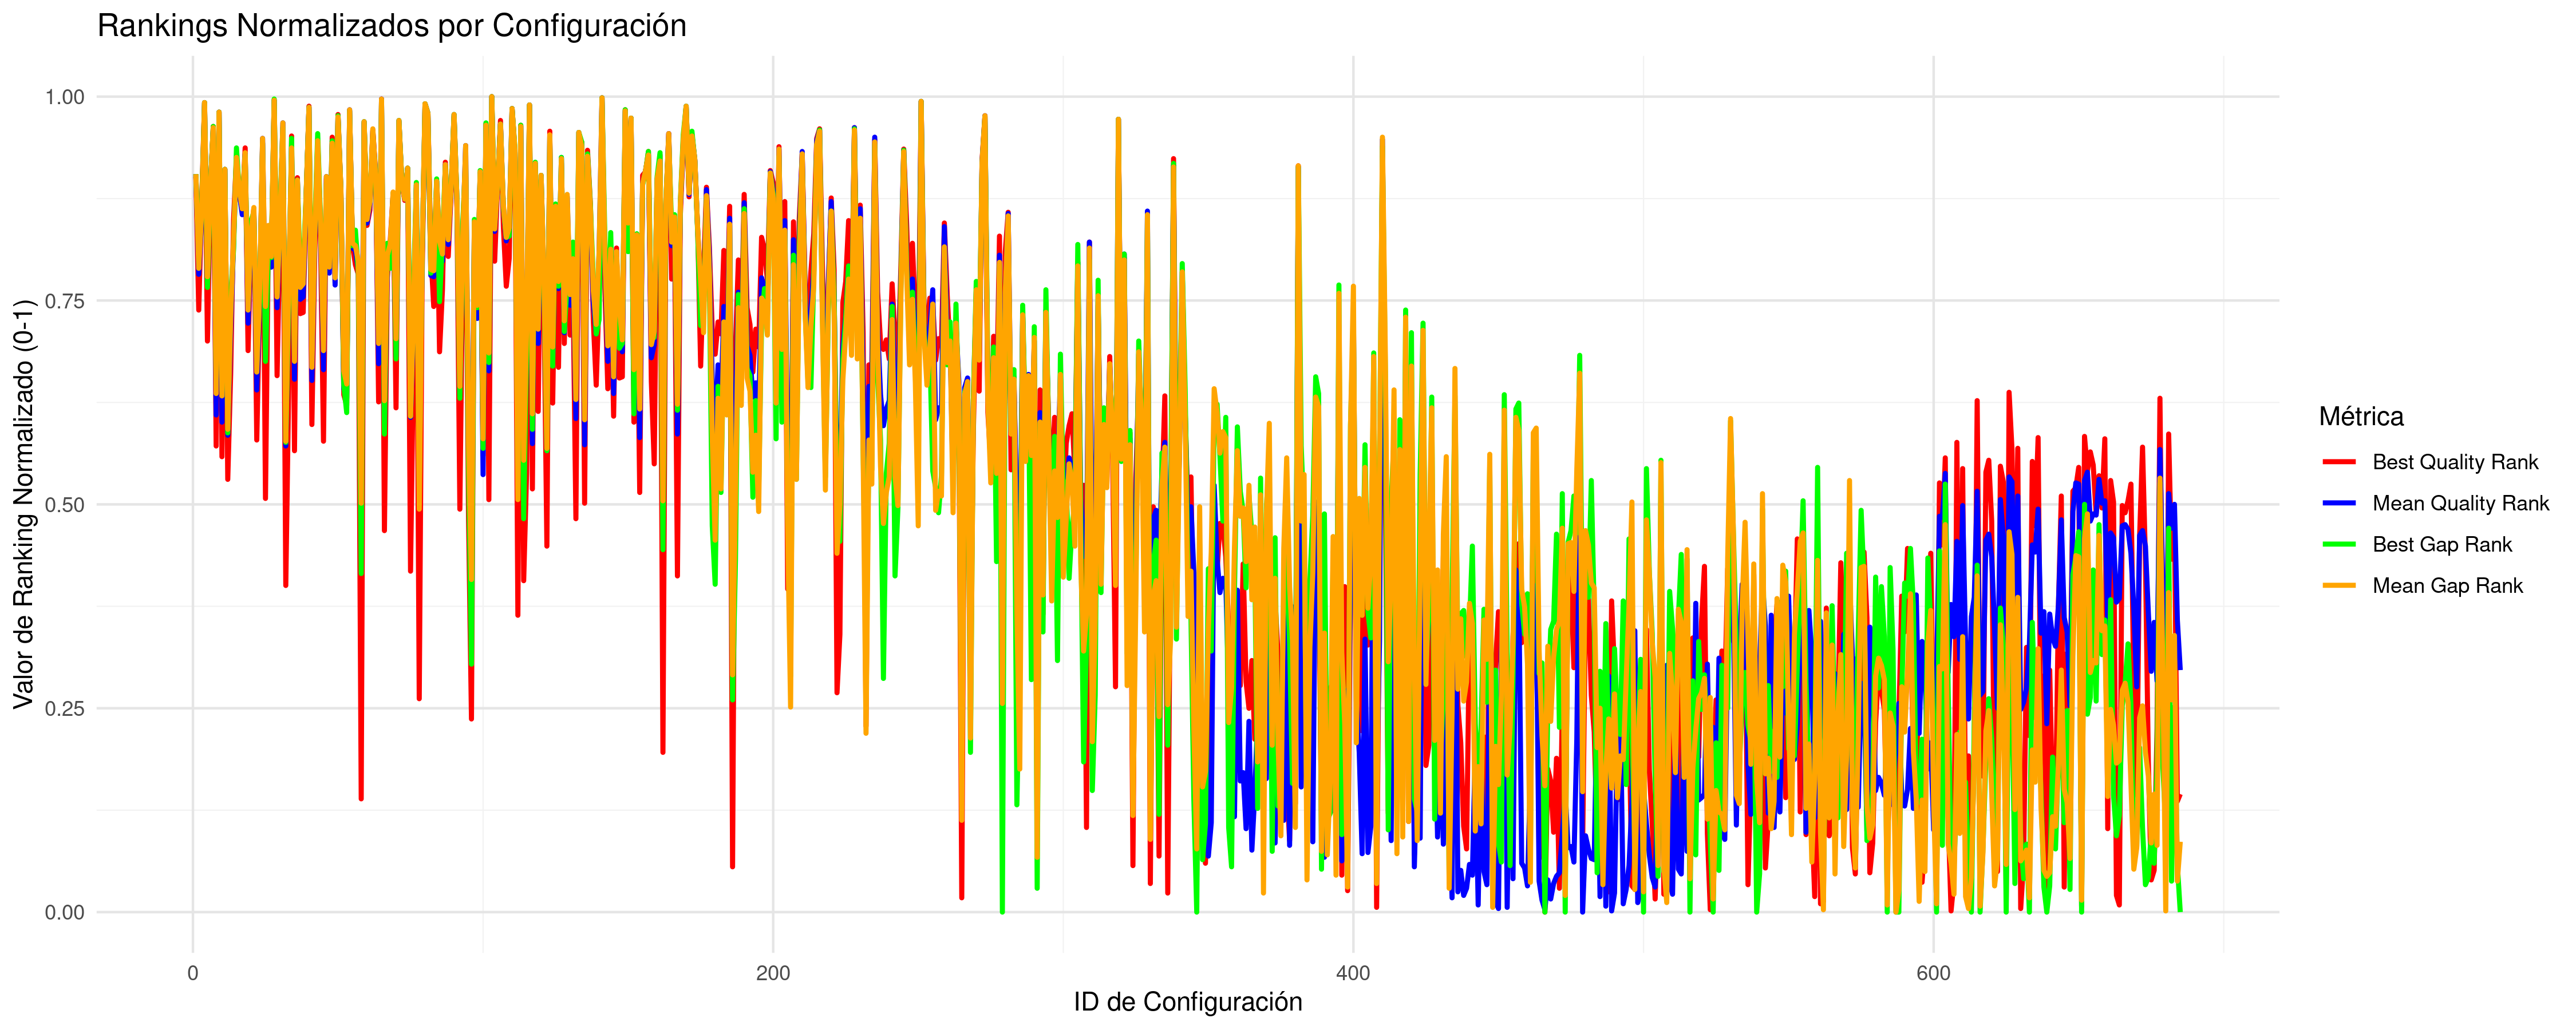 Rankings Normalizados por Configuración
Valor de Ranking Normalizado (0-1)
1.00
0.75
0.50
0.25
0.00
0
200
400
600
ID de Configuración
Métrica
Best Quality Rank
Mean Quality Rank
Best Gap Rank
Mean Gap Rank